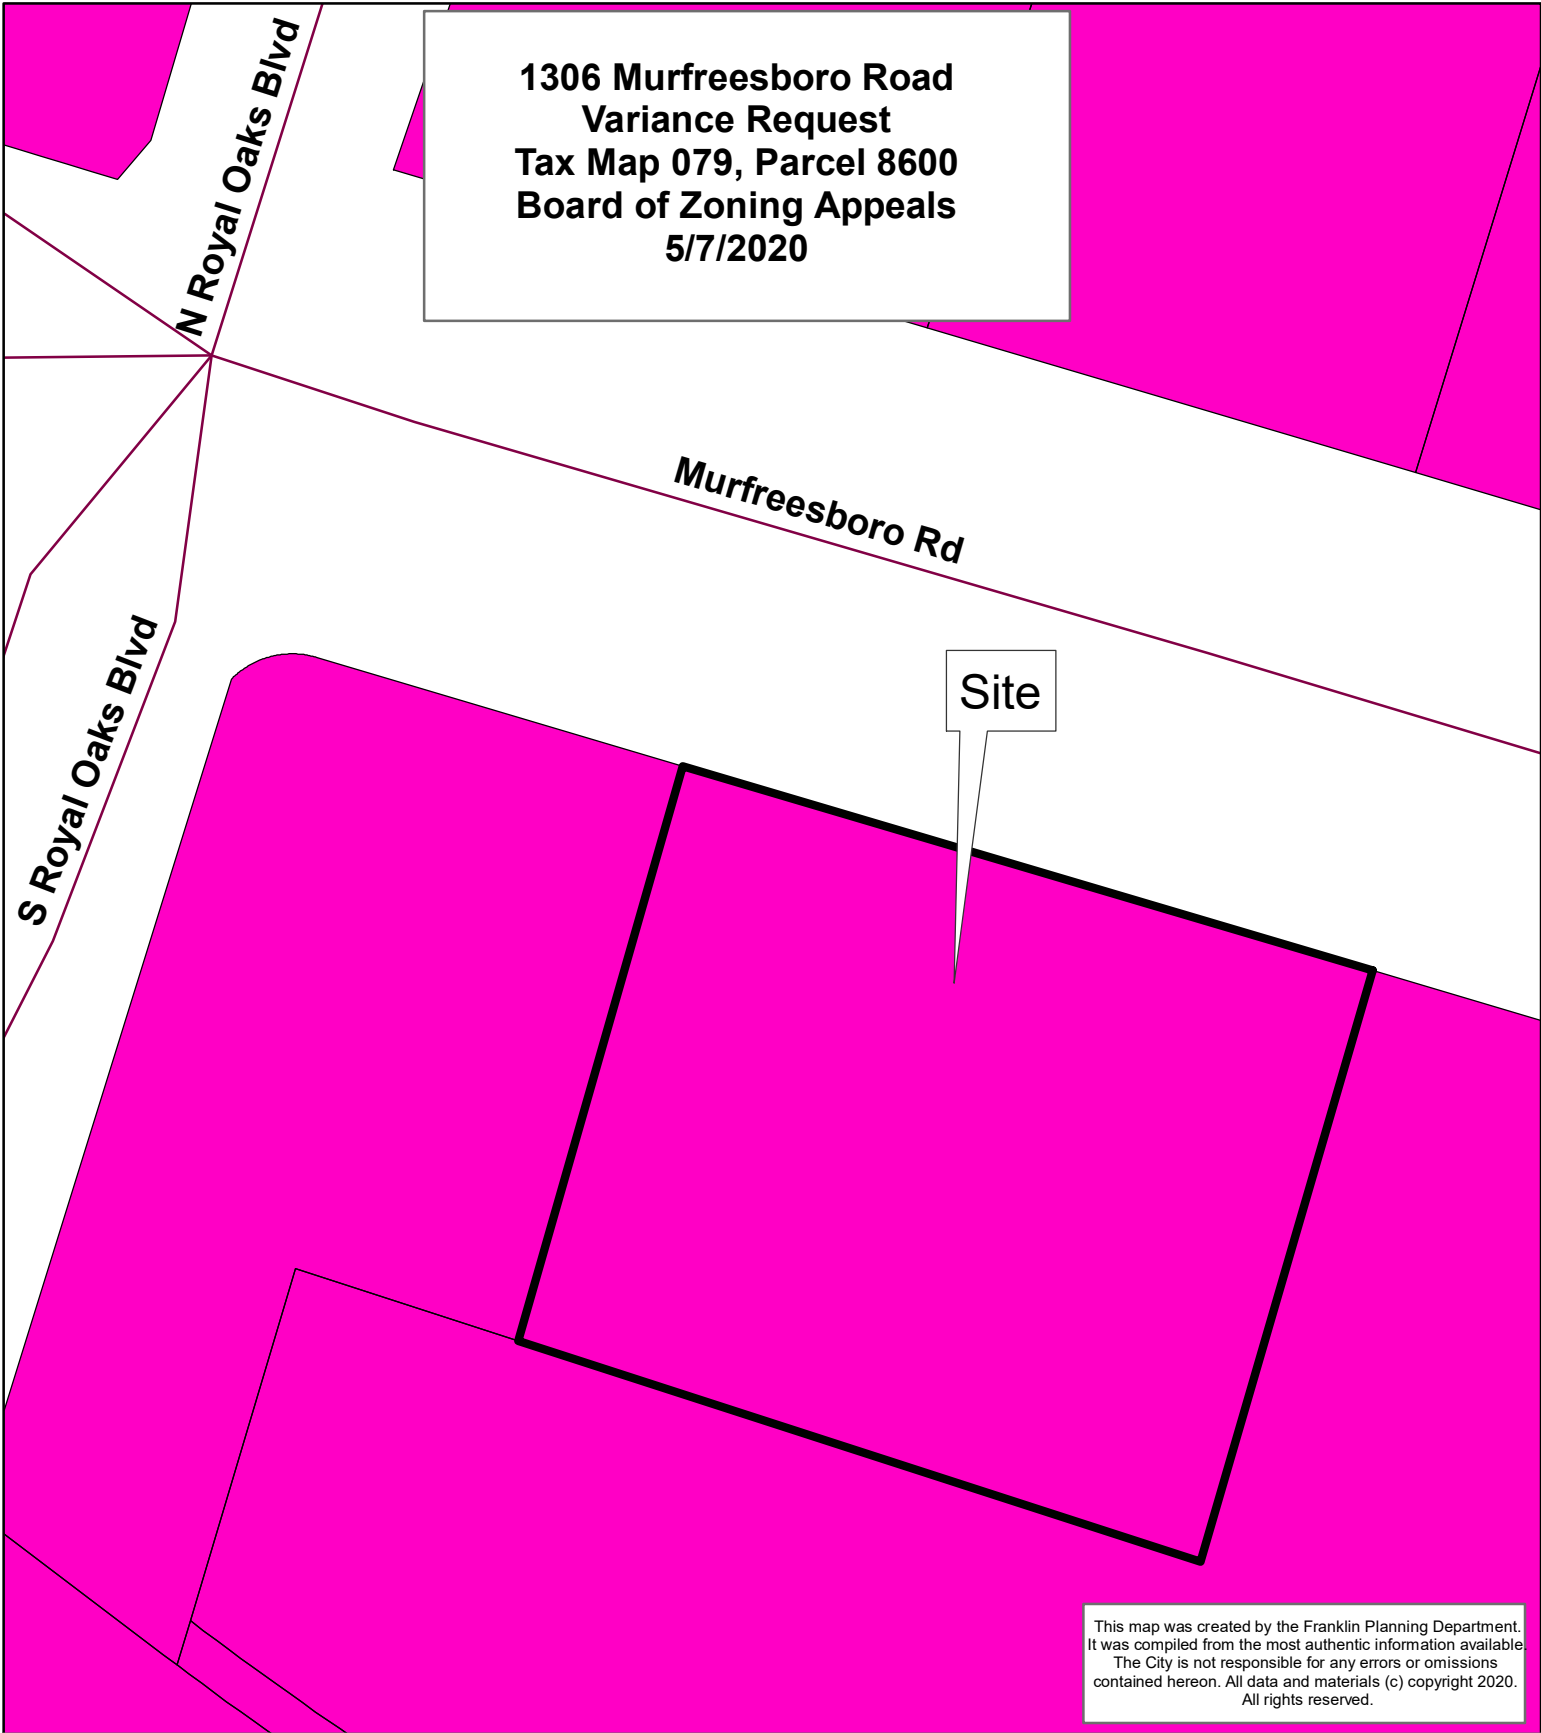 1306 Murfreesboro Road
Variance Request
Tax Map 079, Parcel 8600
Board of Zoning Appeals
5/7/2020
N Royal Oaks Blvd
Murfreesboro Rd
S Royal Oaks Blvd
Site
This map was created by the Franklin Planning Department.
It was compiled from the most authentic information available.
The City is not responsible for any errors or omissions
contained hereon. All data and materials (c) copyright 2020.
All rights reserved.